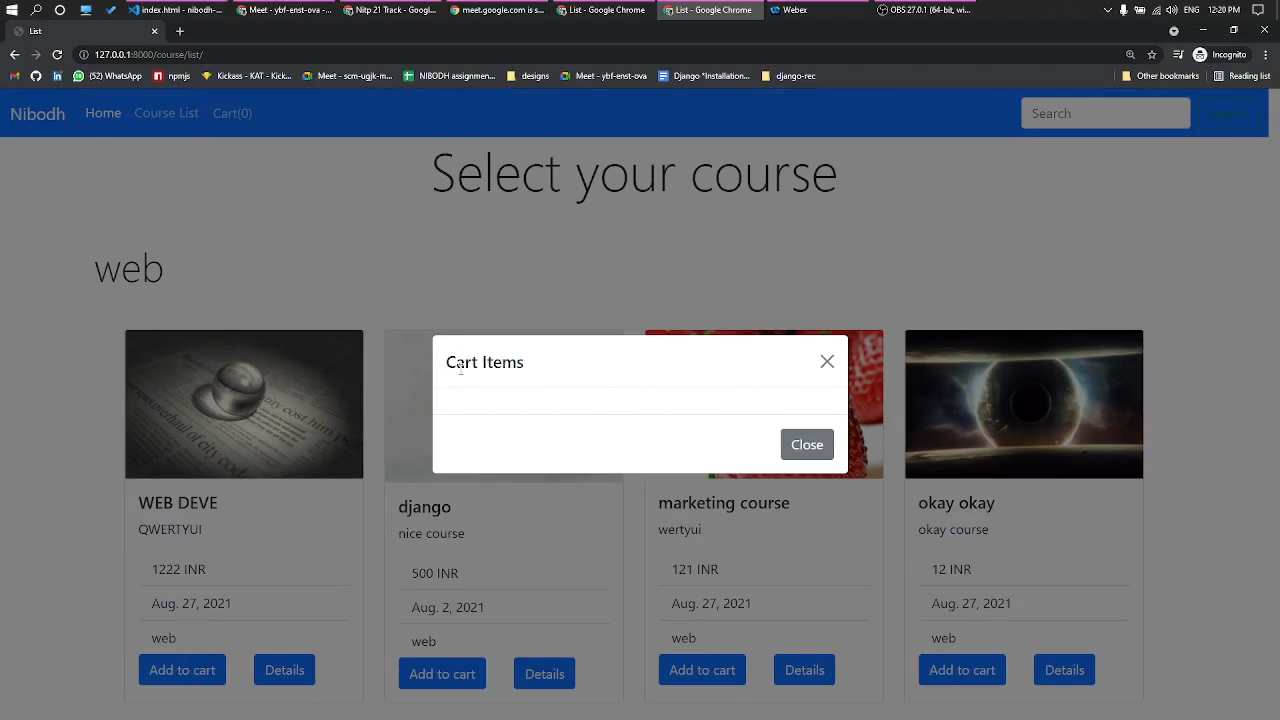 index.html - nibodh-...
Meet - ybf-enst-ova ...
Nitp 21 Track - Goog...
meet.google.com is s...
List - Google Chrome
List - Google Chrome
Webex
OBS 27.0.1 (64-bit, wi...
ENG
12:20 PM
List
127.0.0.1:8000/course/list/
Incognito
(52) WhatsApp
npmjs
Kickass - KAT - Kick...
Meet - ugk-ugjk-m...
NIBODH assignmen...
designs
Meet - ybf-enst-ova
Django "Installation...
django-rec
Other bookmarks
Reading list
Nibodh
Home
Course List
Cart(0)
Search
Search
Select your course
web
Cart Items
Close
WEB DEVE
QWERTYUI
1222 INR
Aug. 27, 2021
web
Add to cart
Details
django
nice course
500 INR
Aug. 2, 2021
web
Add to cart
Details
marketing course
wertyui
121 INR
Aug. 27, 2021
web
Add to cart
Details
okay okay
okay course
12 INR
Aug. 27, 2021
web
Add to cart
Details